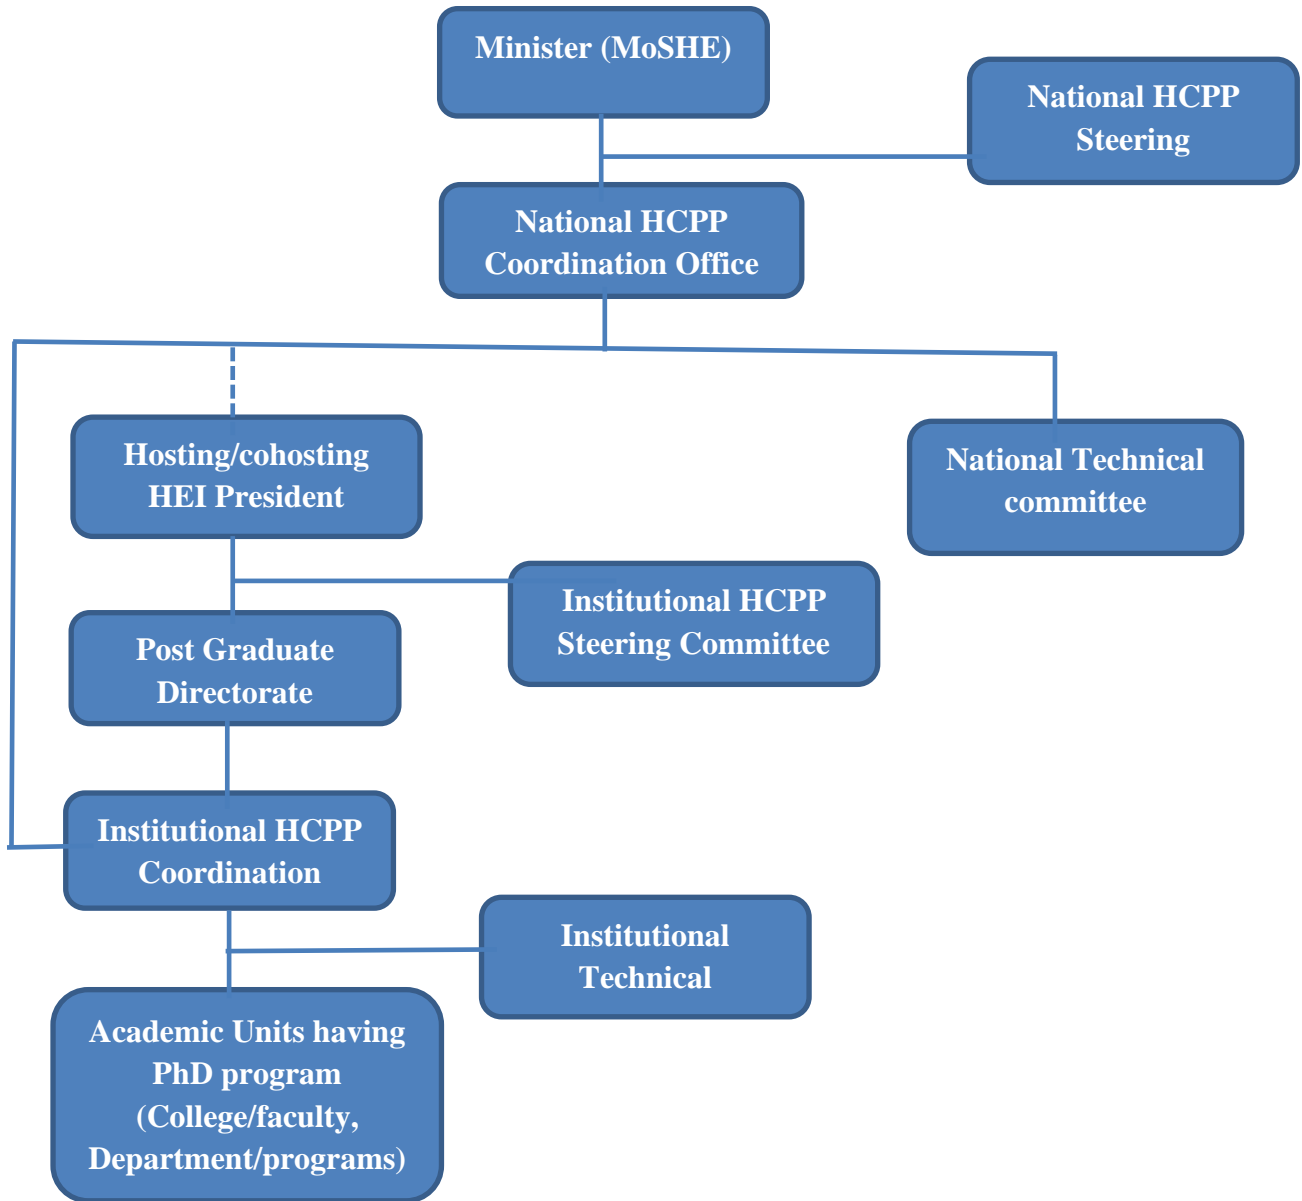 Minister (MoSHE)
National HCPP
Steering
National HCPP
Coordination Office
Hosting/cohosting
HEI President
National Technical
committee
Institutional HCPP
Steering Committee
Post Graduate
Directorate
Institutional HCPP
Coordination
Institutional
Technical
Academic Units having
PhD program
(College/faculty,
Department/programs)